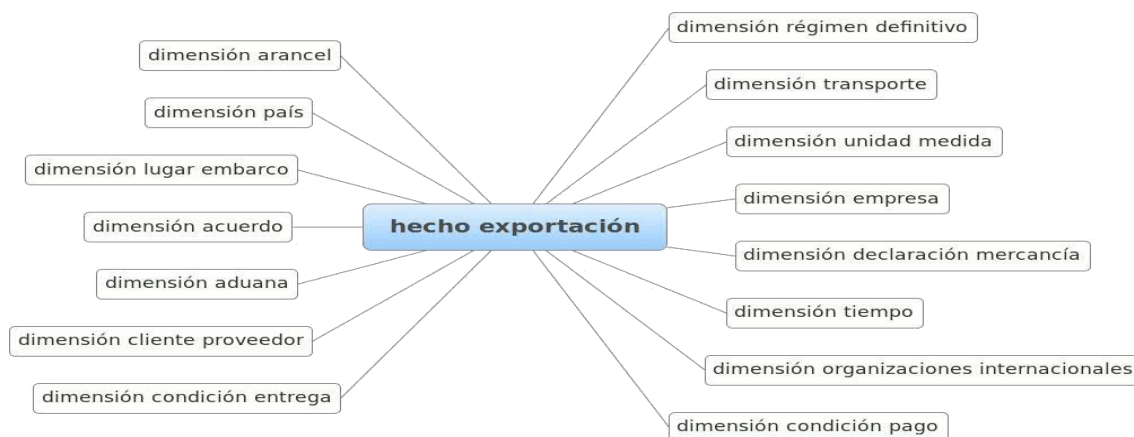 dimensión régimen definitivo
dimensión arancel
dimensión transporte
dimensión país
dimensión unidad medida
dimensión lugar embarco
dimensión empresa
hecho exportación
dimensión acuerdo
dimensión declaración mercancía
dimensión aduana
dimensión tiempo
dimensión cliente proveedor
dimensión organizaciones internacionales
dimensión condición entrega
dimensión condición pago